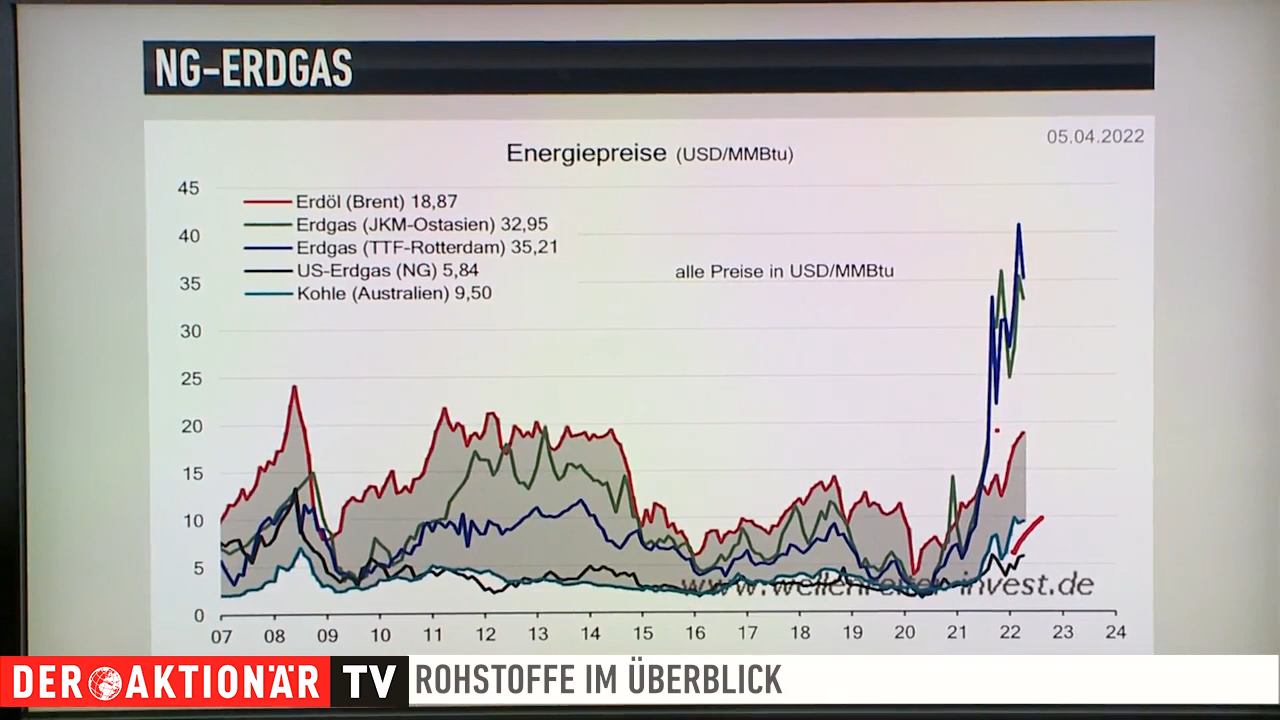 NG-ERDGAS
05.04.2022
Energiepreise (USD/MMBtu)
45
40
35
30
25
20
15
10
5
0
Erdöl (Brent) 18,87
Erdgas (JKM-Ostasien) 32,95
Erdgas (TTF-Rotterdam) 35,21
US-Erdgas (NG) 5,84
Kohle (Australien) 9,50
alle Preise in USD/MMBtu
www.wellenreiter-invest.de
07 08 09 10 11 12 13 14 15 16 17 18 19 20 21 22 23 24
DER AKTIONÄR TV ROHSTOFFE IM ÜBERBLICK